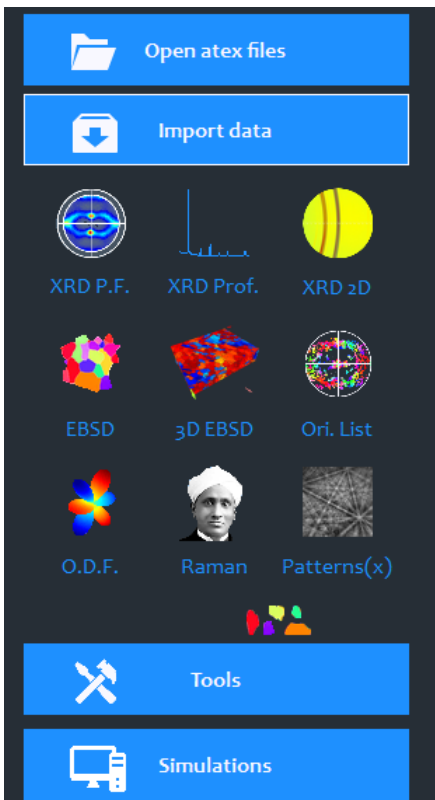 Open atex files
Import data
XRD P.F. XRD Prof. XRD 2D
EBSD 3D EBSD Ori. List
O.D.F. Raman Patterns(x)
Tools
Simulations